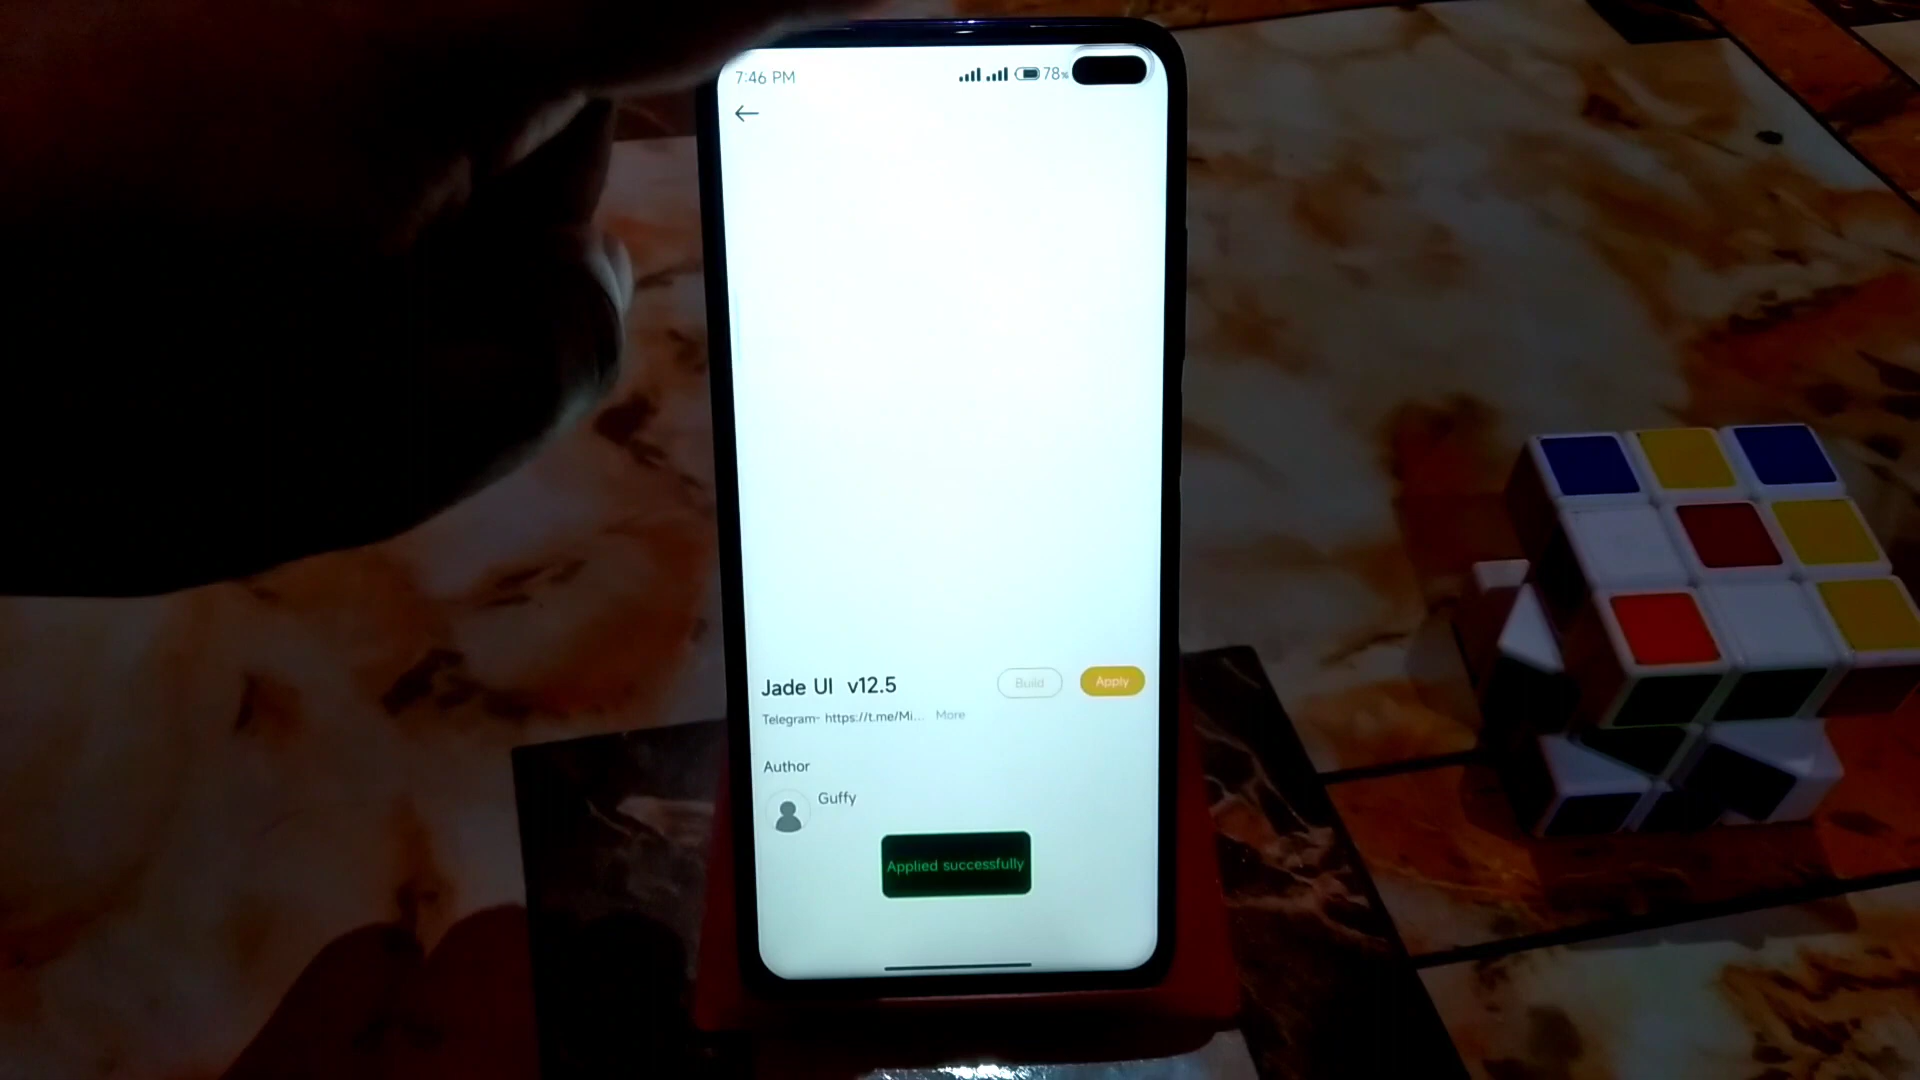 7:46 PM
78%
Jade UI v12.5
Build
Apply
Telegram- https://t.me/Mi... More
Author
Guffy
Applied successfully